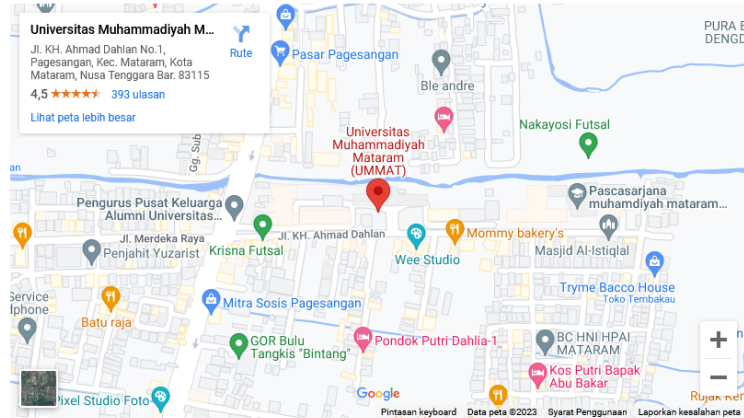 Universitas Muhammadiyah M...
Jl. KH. Ahmad Dahlan No.1,
Pagesangan, Kec. Mataram, Kota
Mataram, Nusa Tenggara Bar. 83115
4,5
393 ulasan
Lihat peta lebih besar
Rute
Pasar Pagesangan
Ble andre
PURA
DENGD
Nakayosi Futsal
Universitas
Muhammadiyah
Mataram
(UMMAT)
Gg. Sub
an
Pengurus Pusat Keluarga
Alumni Universitas...
Pascasarjana
muhamdiyah mataram...
Jl. Merdeka Raya
Jl. KH. Ahmad Dahlan
Mommy bakery's
Penjahit Yuzarist
Krisna Futsal
Wee Studio
Masjid Al-Istiqlal
Tryme Bacco House
Toko Tembakau
Service
dphone
Batu raja
Mitra Sosis Pagesangan
GOR Bulu
Tangkis "Bintang"
Pondok Putri Dahlia-1
BC HNI HPAI
MATARAM
Kos Putri Bapak
Abu Bakar
Pixel Studio Foto
Rujak
Google
+
−
Pintasan keyboard
Data peta ©2023
Syarat Penggunaan
Laporkan kesalahan peta